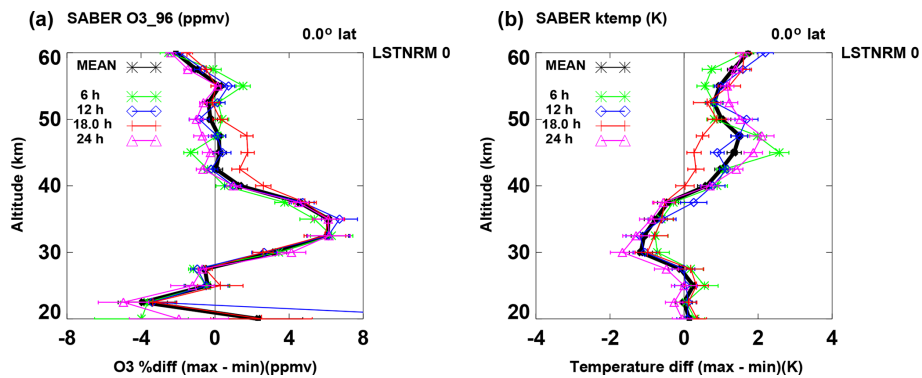 (a) SABER O3_96 (ppmv)
0.0° lat
LSTNRM 0
MEAN
6 h
12 h
18.0 h
24 h
60
50
40
30
20
Altitude (km)
-8 -4 0 4 8
O3 %diff (max - min)(ppmv)
(b) SABER ktemp (K)
0.0° lat
LSTNRM 0
MEAN
6 h
12 h
18.0 h
24 h
60
50
40
30
20
Altitude (km)
-4 -2 0 2 4
Temperature diff (max - min)(K)